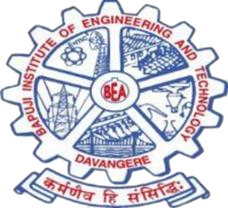 BAPUJI INSTITUTE OF ENGINEERING AND TECHNOLOGY
BEA
DAVANGERE
कर्मणैव हि संसिद्धिः